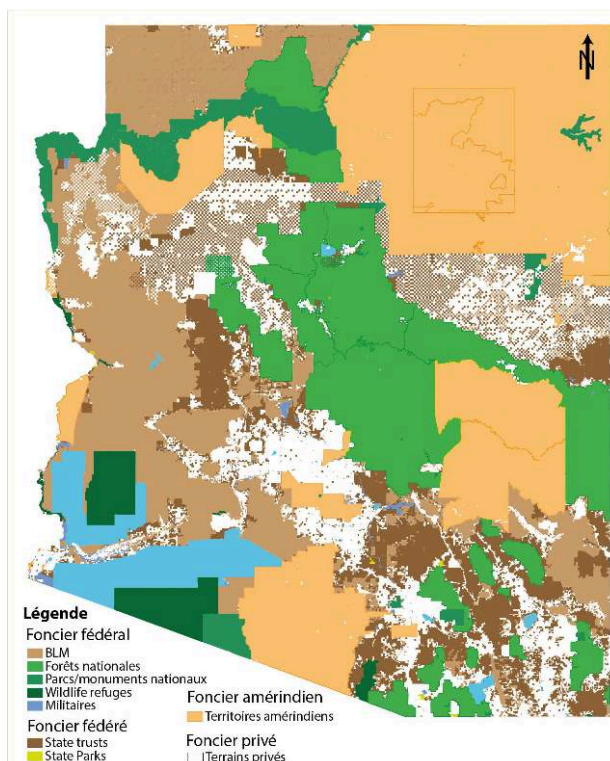 N
Légende
Foncier fédéral
BLM
Forêts nationales
Parcs/monuments nationaux
Wildlife refuges
Militaires
Foncier fédéré
State trusts
State Parks
Foncier amérindien
Territoires amérindiens
Foncier privé
Terrains privés